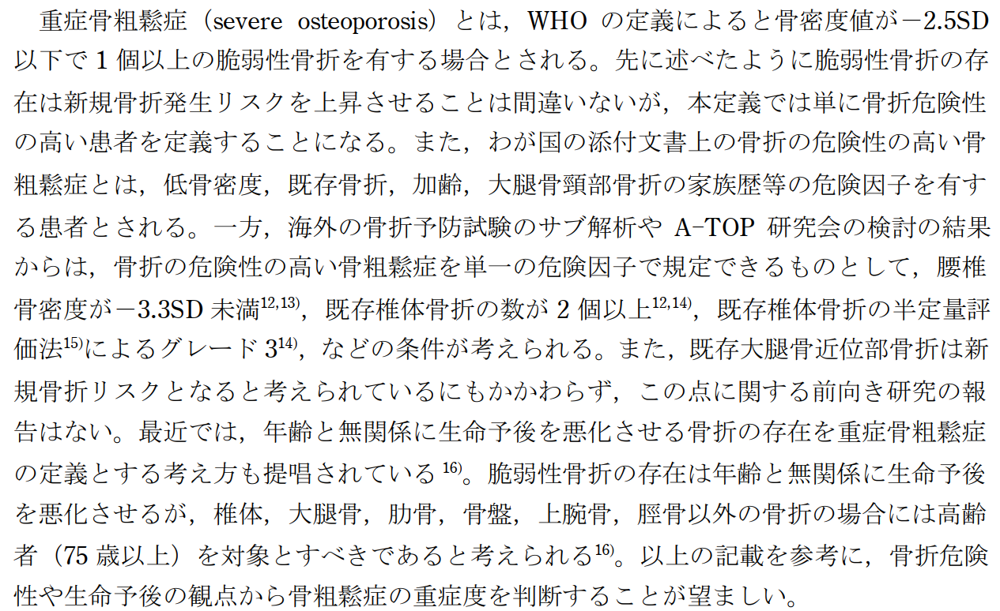 重症骨粗鬆症（severe osteoporosis）とは，WHO の定義によると骨密度値が－2.5SD
以下で 1 個以上の脆弱性骨折を有する場合とされる。先に述べたように脆弱性骨折の存
在は新規骨折発生リスクを上昇させることは間違いないが，本定義では単に骨折危険性
の高い患者を定義することになる。また，わが国の添付文書上の骨折の危険性の高い骨
粗鬆症とは，低骨密度，既存骨折，加齢，大腿骨頸部骨折の家族歴等の危険因子を有す
る患者とされる。一方，海外の骨折予防試験のサブ解析や A-TOP 研究会の検討の結果
からは，骨折の危険性の高い骨粗鬆症を単一の危険因子で規定できるものとして，腰椎
骨密度が－3.3SD 未満12,13)，既存椎体骨折の数が 2 個以上12,14)，既存椎体骨折の半定量評
価法15)によるグレード 314)，などの条件が考えられる。また，既存大腿骨近位部骨折は新
規骨折リスクとなると考えられているにもかかわらず，この点に関する前向き研究の報
告はない。最近では，年齢と無関係に生命予後を悪化させる骨折の存在を重症骨粗鬆症
の定義とする考え方も提唱されている 16)。脆弱性骨折の存在は年齢と無関係に生命予後
を悪化させるが，椎体，大腿骨，肋骨，骨盤，上腕骨，脛骨以外の骨折の場合には高齢
者（75 歳以上）を対象とすべきであると考えられる16)。以上の記載を参考に，骨折危険
性や生命予後の観点から骨粗鬆症の重症度を判断することが望ましい。